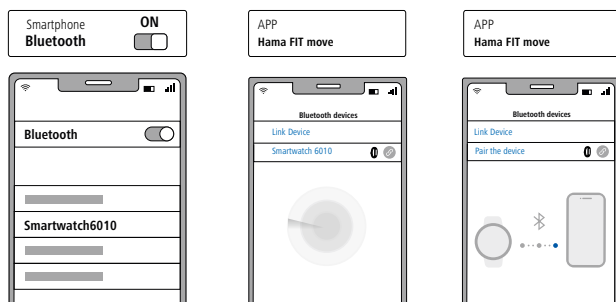 Smartphone
Bluetooth
ON
Bluetooth
Smartwatch6010
APP
Hama FIT move
Bluetooth devices
Link Device
Smartwatch 6010
APP
Hama FIT move
Bluetooth devices
Link Device
Pair the device